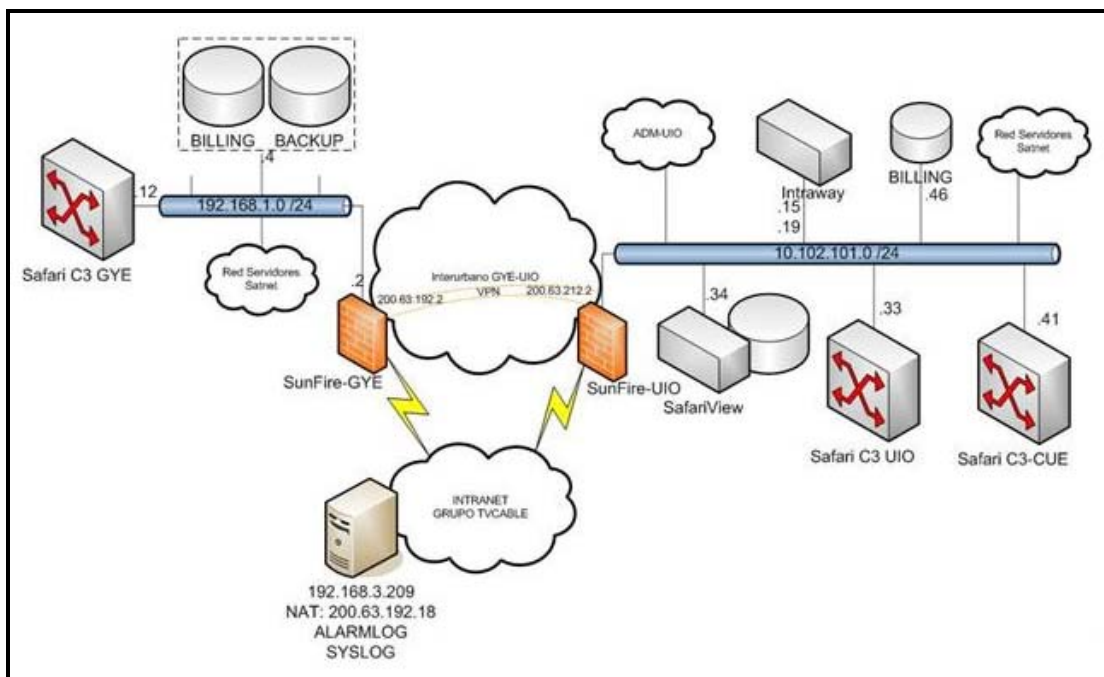 BILLING BACKUP
.4
.12
192.168.1.0 /24
Safari C3 GYE
Red Servidores
Satnet
.2
SunFire-GYE
Interurbano GYE-UIO
200.63.192.2
VPN
200.63.212.2
SunFire-UIO
ADM-UIO
Intraway
.15
.19
BILLING
.46
Red Servidores
Satnet
10.102.101.0 /24
.34
SafariView
.33
Safari C3 UIO
.41
Safari C3-CUE
INTRANET
GRUPO TVCABLE
192.168.3.209
NAT: 200.63.192.18
ALARMLOG
SYSLOG